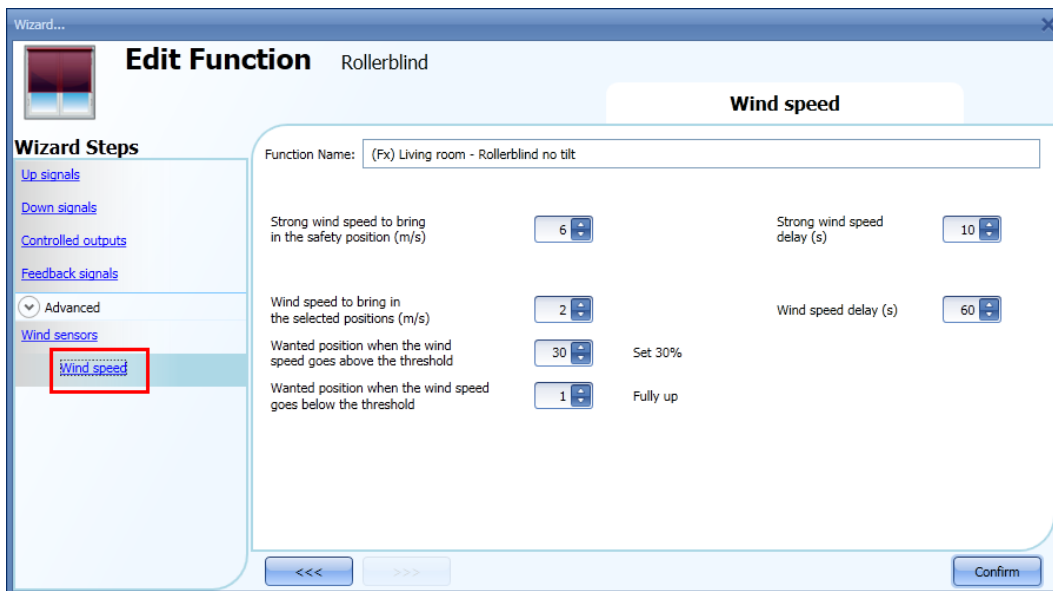 Wizard...
Edit Function Rollerblind
Wind speed
Wizard Steps
Up signals
Down signals
Controlled outputs
Feedback signals
Advanced
Wind sensors
Wind speed
Function Name: (Fx) Living room - Rollerblind no tilt
Strong wind speed to bring
in the safety position (m/s)
6
Strong wind speed
delay (s)
10
Wind speed to bring in
the selected positions (m/s)
2
Wind speed delay (s)
60
Wanted position when the wind
speed goes above the threshold
30
Set 30%
Wanted position when the wind speed
goes below the threshold
1
Fully up
<<<
>>>
Confirm